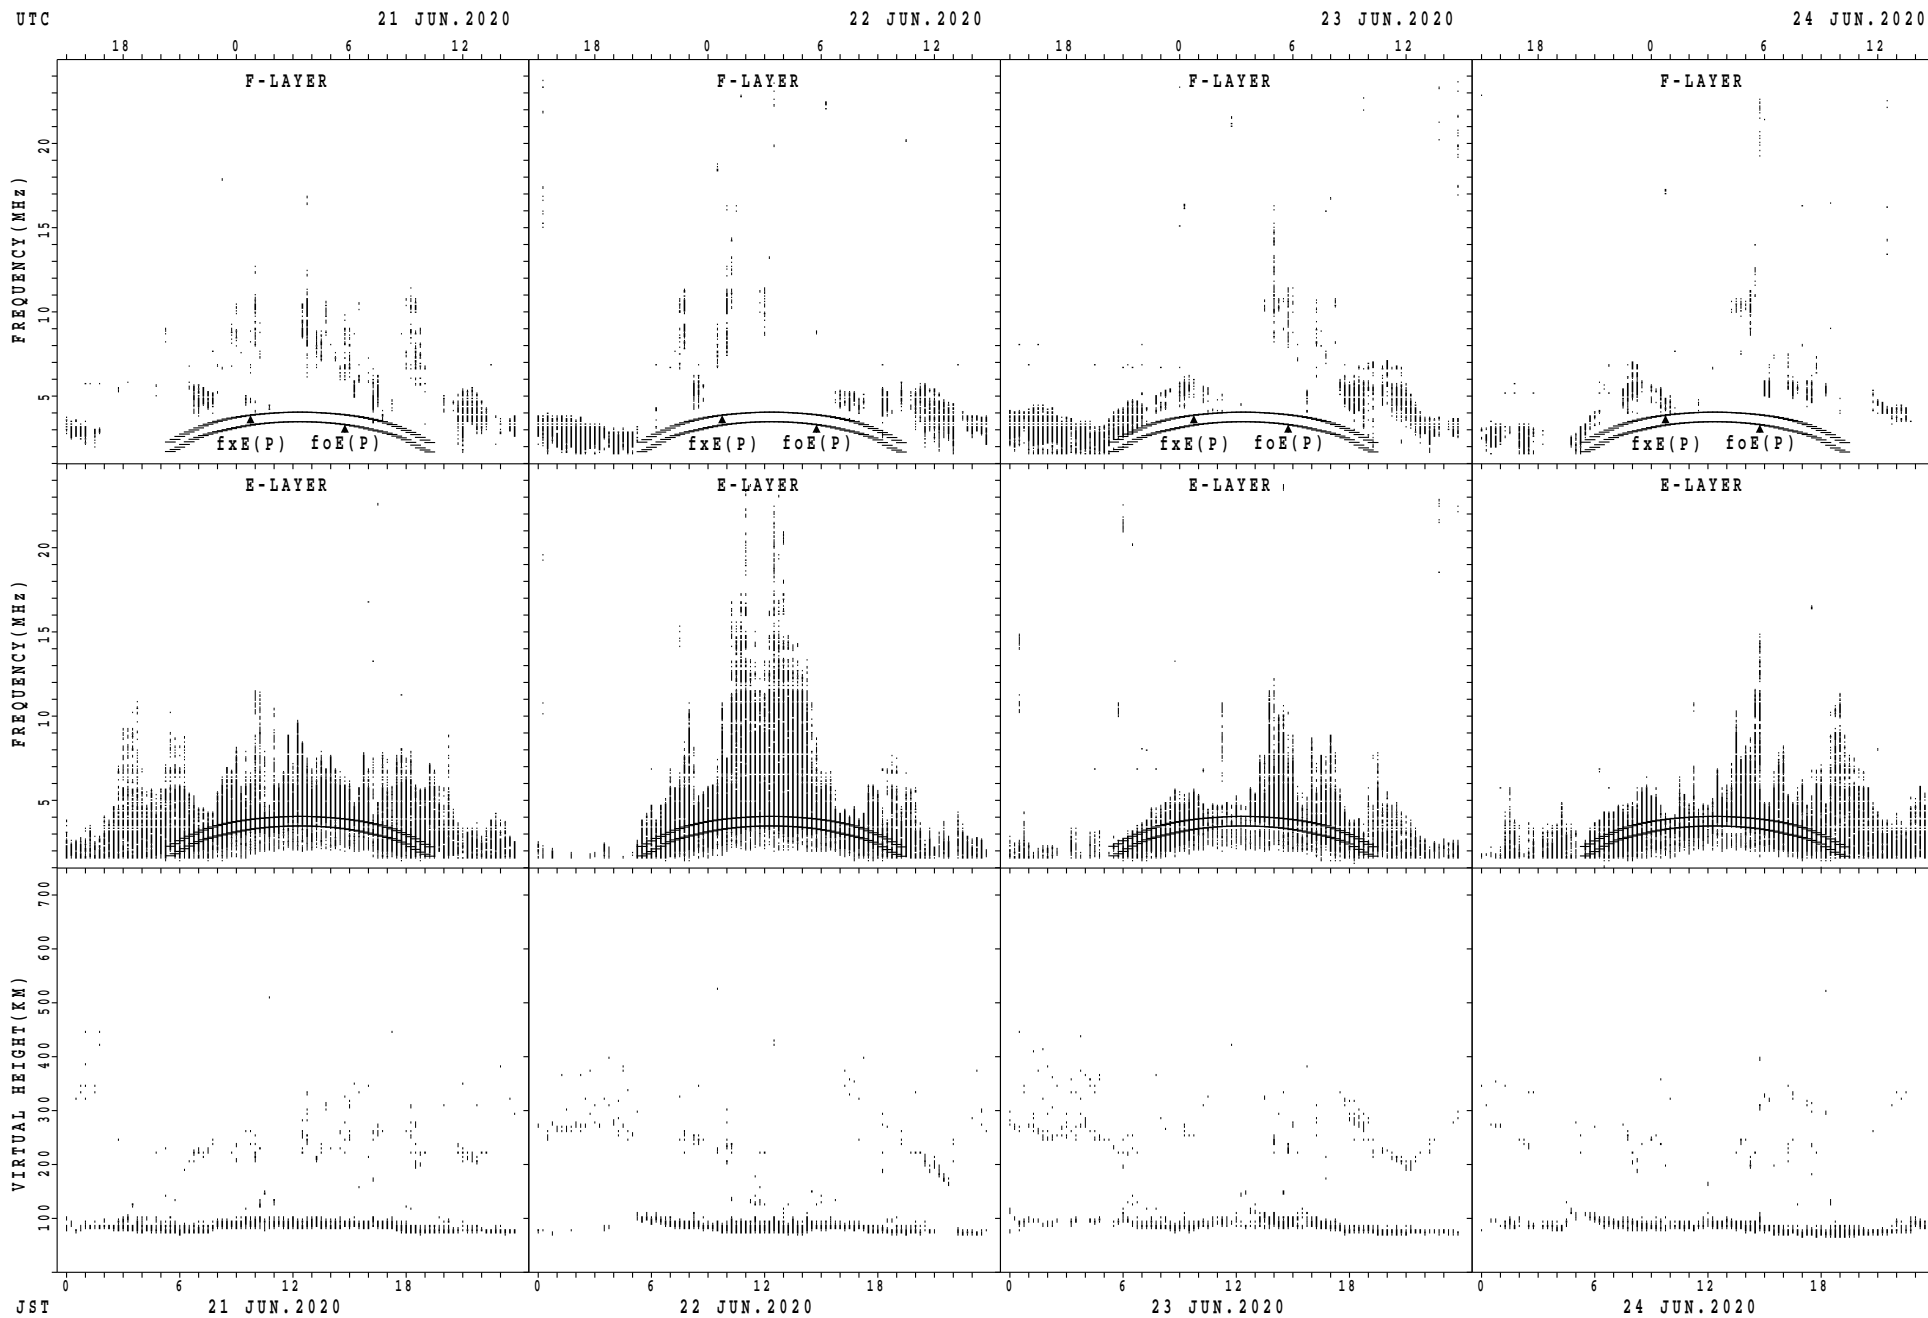 UTC 21 JUN.2020 22 JUN.2020 23 JUN.2020 24 JUN.2020
18 0 6 12 18 0 6 12 18 0 6 12 18 0 6 12
F-LAYER F-LAYER F-LAYER F-LAYER
FREQUENCY(MHz)
20
15
10
5
fxE(P) foE(P) fxE(P) foE(P) fxE(P) foE(P) fxE(P) foE(P)
E-LAYER E-LAYER E-LAYER E-LAYER
FREQUENCY(MHz)
20
15
10
5
VIRTUAL HEIGHT(KM)
700
600
500
400
300
200
100
0 6 12 18 0 6 12 18 0 6 12 18 0 6 12 18
JST 21 JUN.2020 22 JUN.2020 23 JUN.2020 24 JUN.2020